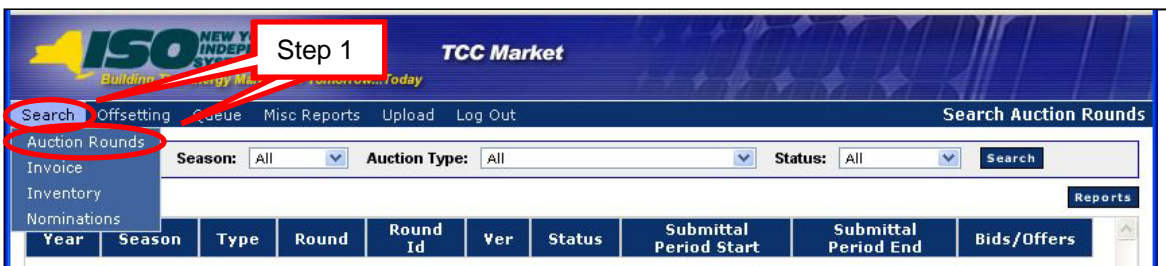 ISO NEW
Step 1
TCC Market
Search Offsetting Queue Misc Reports Upload Log Out Search Auction Rounds
Auction Rounds
Season: All Auction Type: All Status: All Search
Invoice
Inventory
Reports
Nominations
Year Season Type Round Round Id Ver Status Submittal Period Start Submittal Period End Bids/Offers